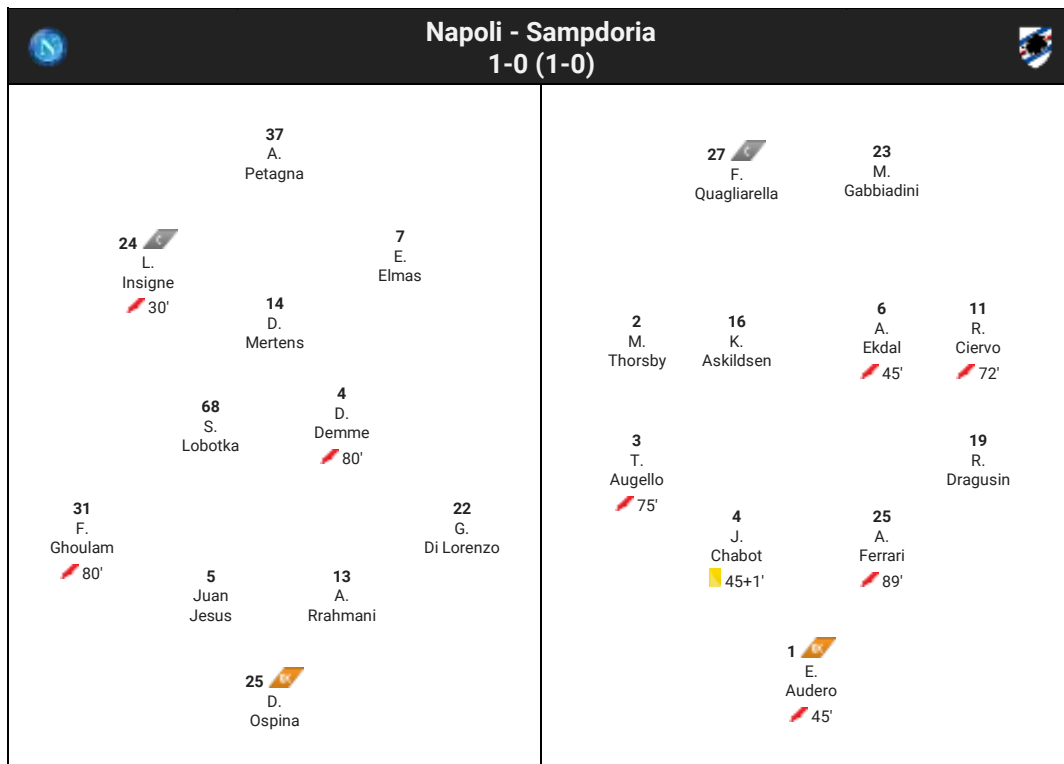 Napoli - Sampdoria
1-0 (1-0)
37
A.
Petagna
24
L.
Insigne
30'
7
E.
Elmas
14
D.
Mertens
68
S.
Lobotka
4
D.
Demme
80'
31
F.
Ghoulam
80'
22
G.
Di Lorenzo
5
Juan
Jesus
13
A.
Rrahmani
25
D.
Ospina
27
F.
Quagliarella
23
M.
Gabbiadini
2
M.
Thorsby
16
K.
Askildsen
6
A.
Ekdal
45'
11
R.
Ciervo
72'
3
T.
Augello
75'
19
R.
Dragusin
4
J.
Chabot
45+1'
25
A.
Ferrari
89'
1
E.
Audero
45'